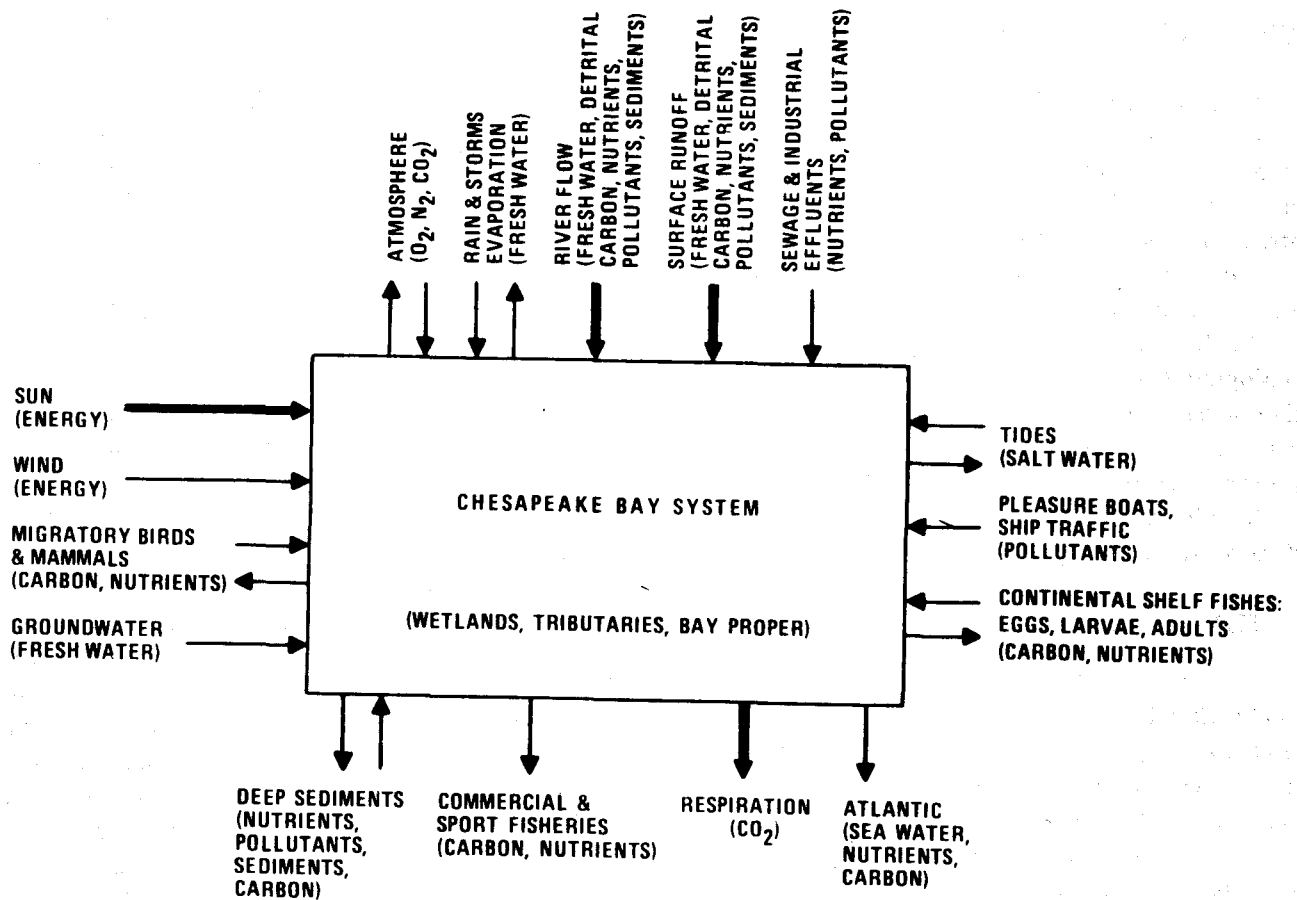 ATMOSPHERE
(O₂, N₂, CO₂)
RAIN & STORMS
EVAPORATION
(FRESH WATER)
RIVER FLOW
(FRESH WATER, DETRITAL
CARBON, NUTRIENTS,
POLLUTANTS, SEDIMENTS)
SURFACE RUNOFF
(FRESH WATER, DETRITAL
CARBON, NUTRIENTS,
POLLUTANTS, SEDIMENTS)
SEWAGE & INDUSTRIAL
EFFLUENTS
(NUTRIENTS, POLLUTANTS)
SUN
(ENERGY)
WIND
(ENERGY)
MIGRATORY BIRDS
& MAMMALS
(CARBON, NUTRIENTS)
GROUNDWATER
(FRESH WATER)
CHESAPEAKE BAY SYSTEM
(WETLANDS, TRIBUTARIES, BAY PROPER)
TIDES
(SALT WATER)
PLEASURE BOATS,
SHIP TRAFFIC
(POLLUTANTS)
CONTINENTAL SHELF FISHES:
EGGS, LARVAE, ADULTS
(CARBON, NUTRIENTS)
DEEP SEDIMENTS
(NUTRIENTS,
POLLUTANTS,
SEDIMENTS,
CARBON)
COMMERCIAL &
SPORT FISHERIES
(CARBON, NUTRIENTS)
RESPIRATION
(CO₂)
ATLANTIC
(SEA WATER,
NUTRIENTS,
CARBON)